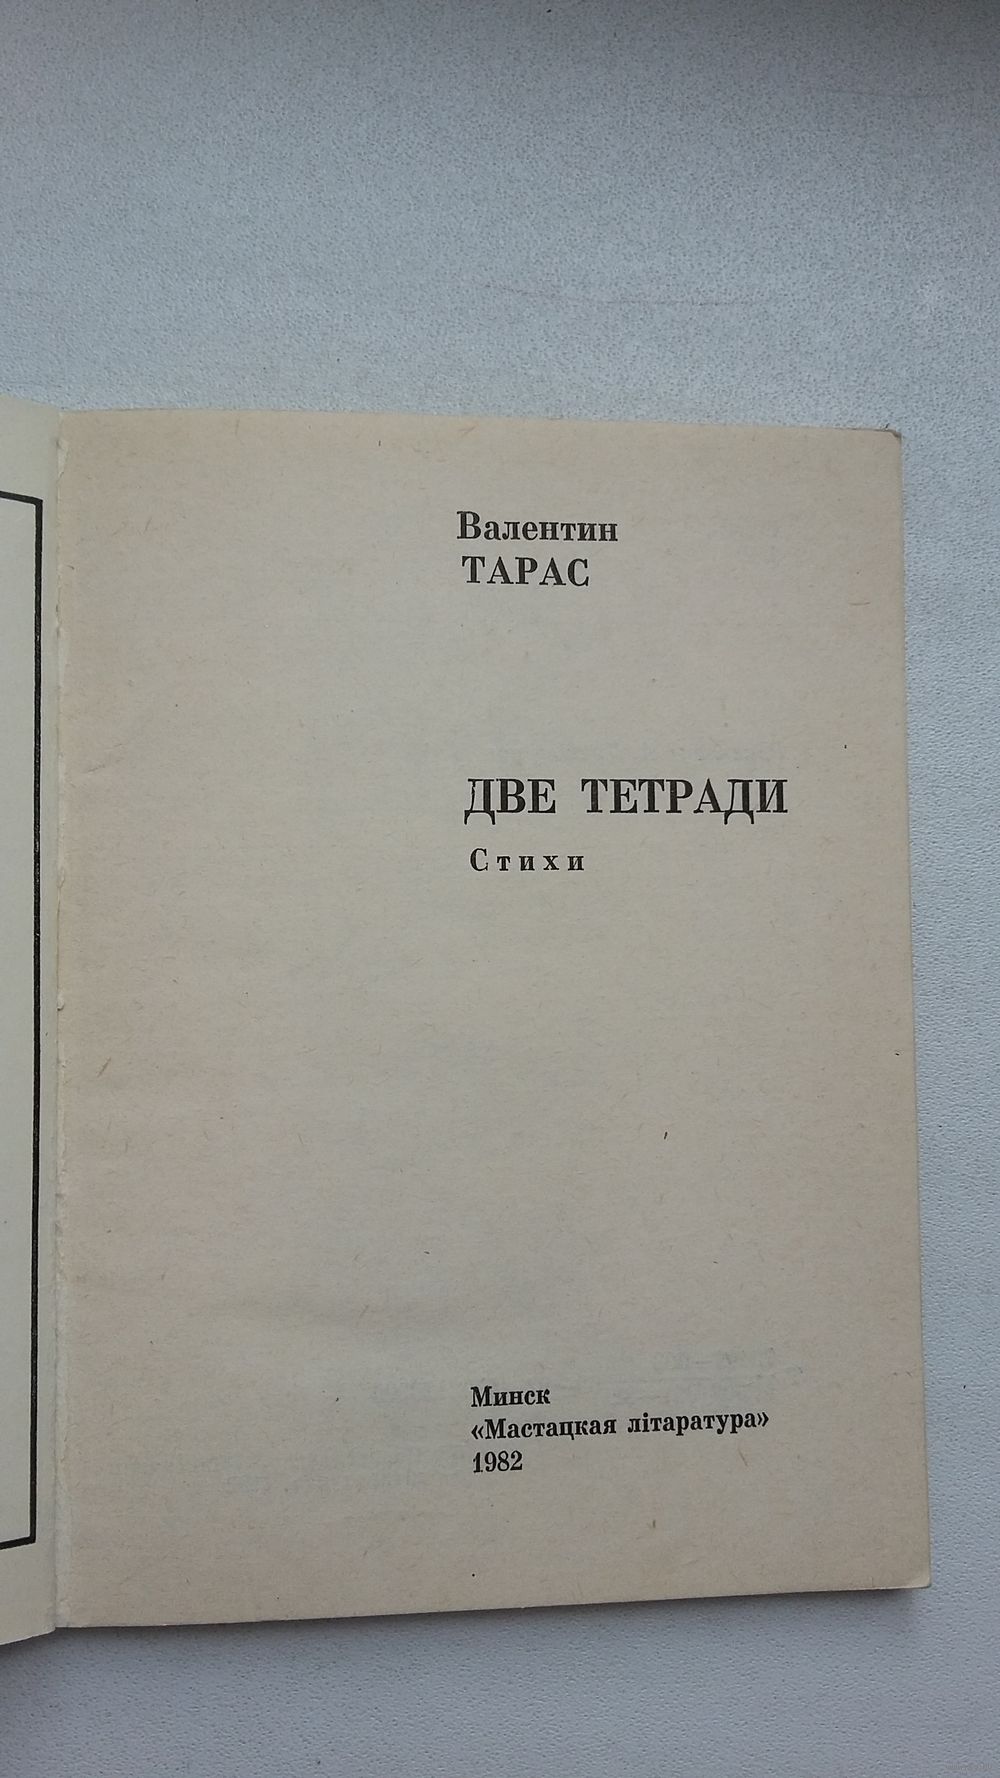 Валентин
ТАРАС
ДВЕ ТЕТРАДИ
Стихи
Минск
«Мастацкая літаратура»
1982